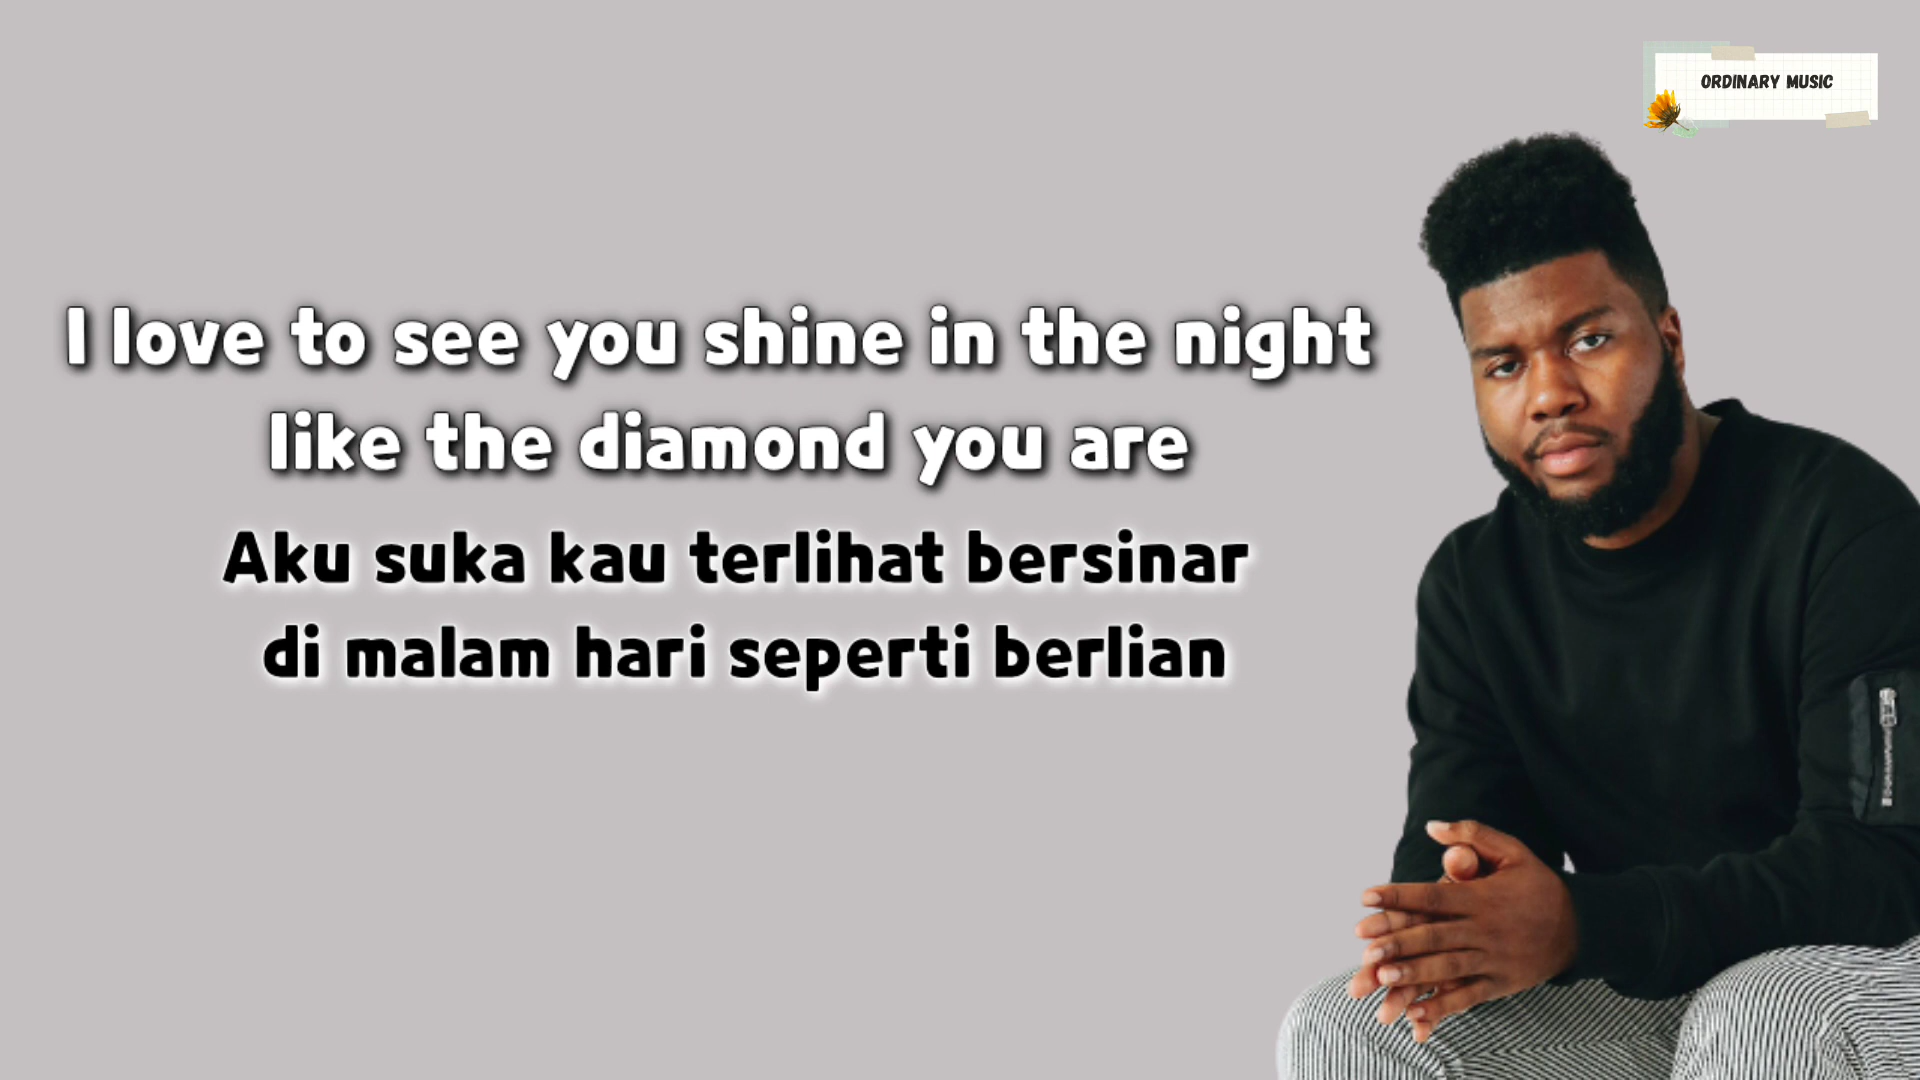 ORDINARY MUSIC
I love to see you shine in the night
like the diamond you are
Aku suka kau terlihat bersinar
di malam hari seperti berlian